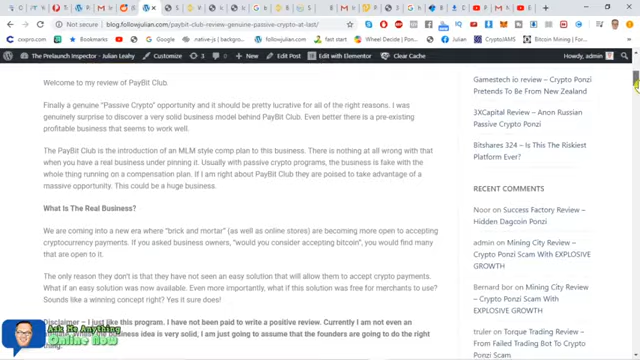 Not secure | blog.followjulian.com/paybit-club-review-genuine-passive-crypto-at-last/
cxxpro.com
Wheel Decide
Julian
CryptoJAMS
Bitcoin Mining |
The Prelaunch Inspector
Customize
3
New
Edit Post
Edit with Elementor
Clear Cache
Howdy, admin
Welcome to my review of PayBit Club.
Finally a genuine "Passive Crypto" opportunity and it should be pretty lucrative for all of the right reasons. I was
genuinely surprise to discover a very solid business model behind PayBit Club. Even better there is a pre-existing
profitable business that seems to work well.
The PayBit Club is the introduction of an MLM style comp plan to this business. There is nothing at all wrong with that
when you have a real business under pinning it. Usually with passive crypto programs, the business is fake with the
whole thing running on a compensation plan. If I am right about PayBit Club they are poised to take advantage of a
massive opportunity. This could be a huge business.
What Is The Real Business?
We are coming into a new era where "brick and mortar" (as well as online stores) are becoming more open to accepting
cryptocurrency payments. If you asked business owners, "would you consider accepting bitcoin", you would find many
that are open to it.
The only reason they don't is that they have not seen an easy solution that will allow them to accept crypto payments.
What if an easy solution was now available. Even more importantly, what if this solution was free for merchants to use?
Sounds like a winning concept right? Yes it sure does!
Disclaimer – I just like this program. I have not been paid to write a positive review. Currently I am not even an
business idea is very solid, I am just going to assume that the founders are going to do the right
thing.
Ask Me Anything
Online Now
Gamestech io review – Crypto Ponzi
Pretends To Be From New Zealand
3XCapital Review – Anon Russian
Passive Crypto Ponzi
Bitshares 324 – Is This The Riskiest
Platform Ever?
RECENT COMMENTS
Noor on Success Factory Review –
Hidden Dagcoin Ponzi
admin on Mining City Review –
Crypto Ponzi Scam with EXPLOSIVE
GROWTH
Bernard bor on Mining City Review –
Crypto Ponzi Scam with EXPLOSIVE
GROWTH
truler on Torque Trading Review –
From Failed Trading Bot To Crypto
Ponzi Scam